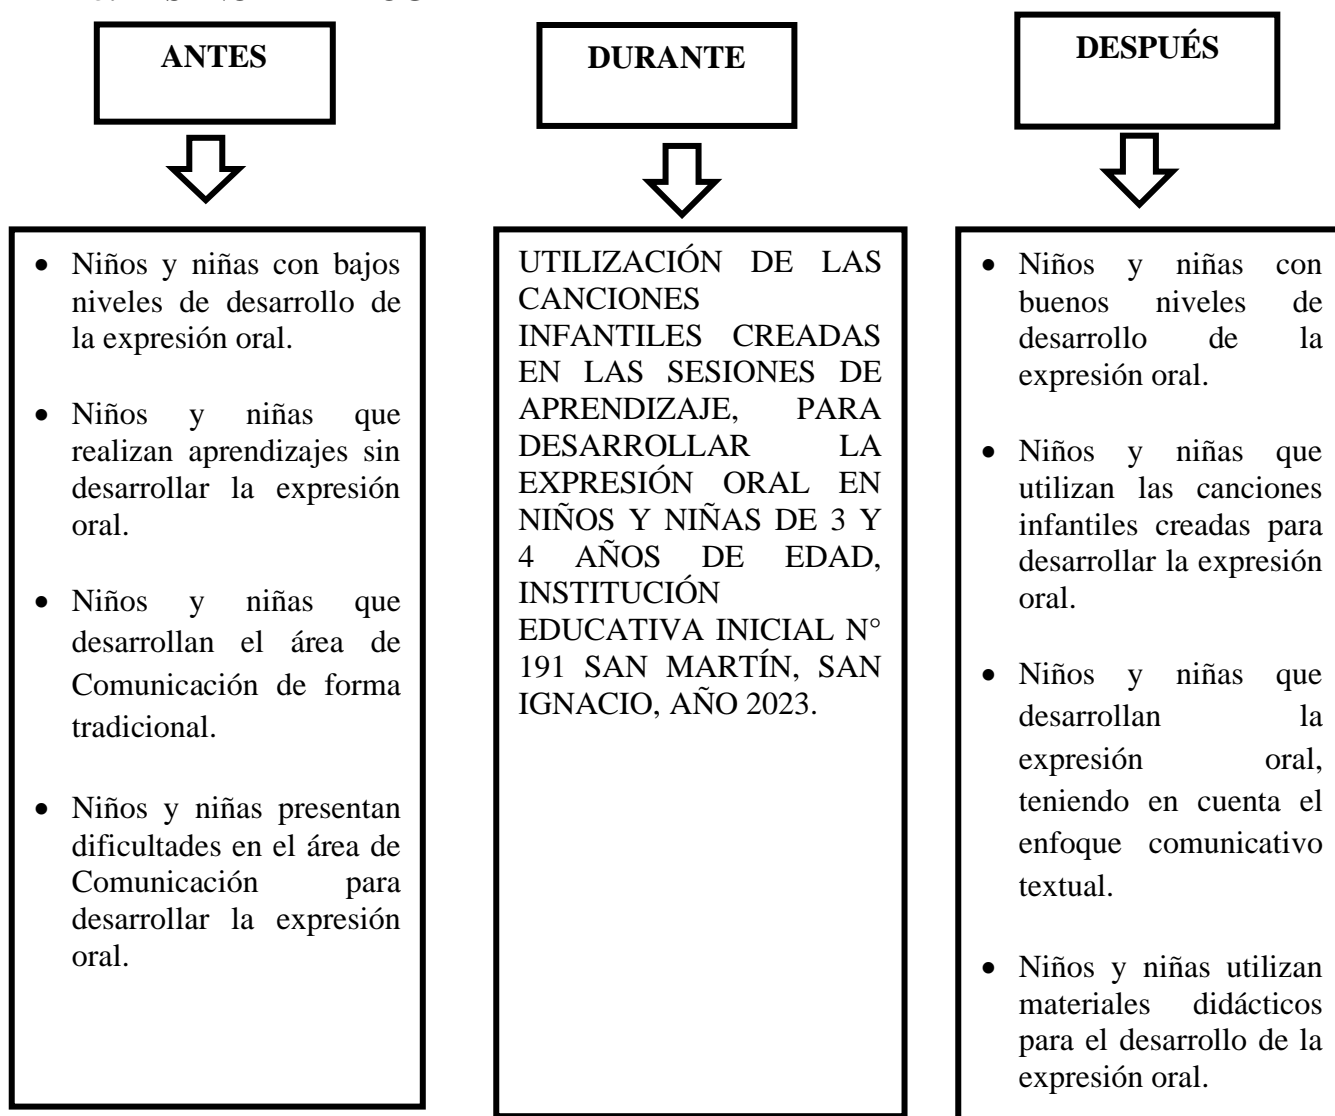 ANTES
• Niños y niñas con bajos
niveles de desarrollo de
la expresión oral.
• Niños y niñas que
realizan aprendizajes sin
desarrollar la expresión
oral.
• Niños y niñas que
desarrollan el área de
Comunicación de forma
tradicional.
• Niños y niñas presentan
dificultades en el área de
Comunicación para
desarrollar la expresión
oral.
DURANTE
UTILIZACIÓN DE LAS
CANCIONES
INFANTILES CREADAS
EN LAS SESIONES DE
APRENDIZAJE, PARA
DESARROLLAR LA
EXPRESIÓN ORAL EN
NIÑOS Y NIÑAS DE 3 Y
4 AÑOS DE EDAD,
INSTITUCIÓN
EDUCATIVA INICIAL N°
191 SAN MARTÍN, SAN
IGNACIO, AÑO 2023.
DESPUÉS
• Niños y niñas con
buenos niveles de
desarrollo de la
expresión oral.
• Niños y niñas que
utilizan las canciones
infantiles creadas para
desarrollar la expresión
oral.
• Niños y niñas que
desarrollan la
expresión oral,
teniendo en cuenta el
enfoque comunicativo
textual.
• Niños y niñas utilizan
materiales didácticos
para el desarrollo de la
expresión oral.